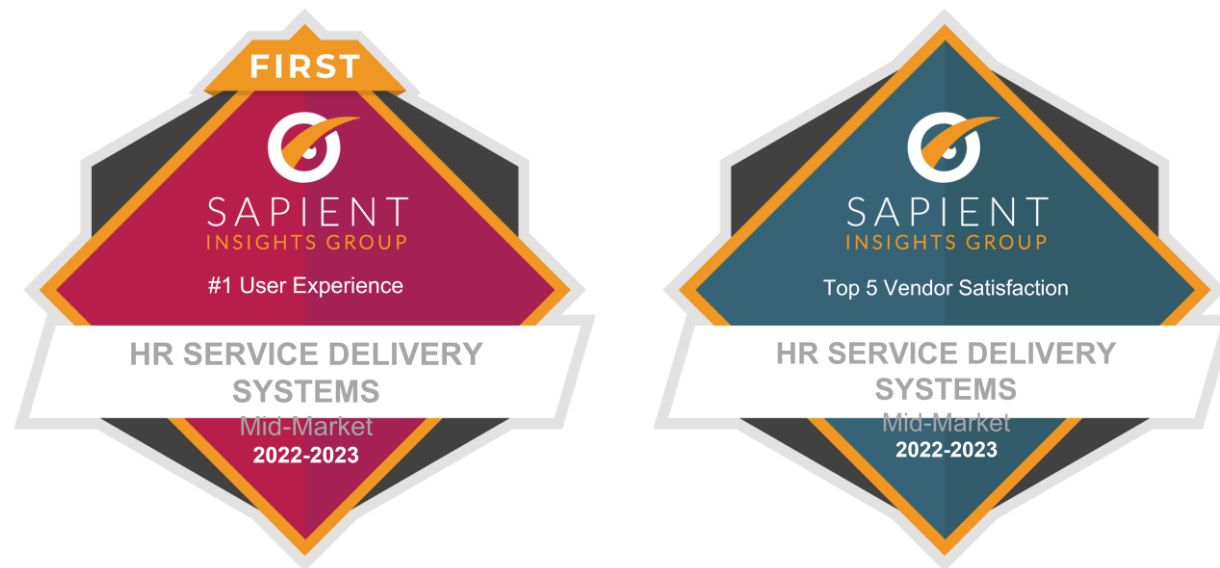 FIRST
SAPIENT
INSIGHTS GROUP
#1 User Experience
HR SERVICE DELIVERY
SYSTEMS
Mid-Market
2022-2023
SAPIENT
INSIGHTS GROUP
Top 5 Vendor Satisfaction
HR SERVICE DELIVERY
SYSTEMS
Mid-Market
2022-2023